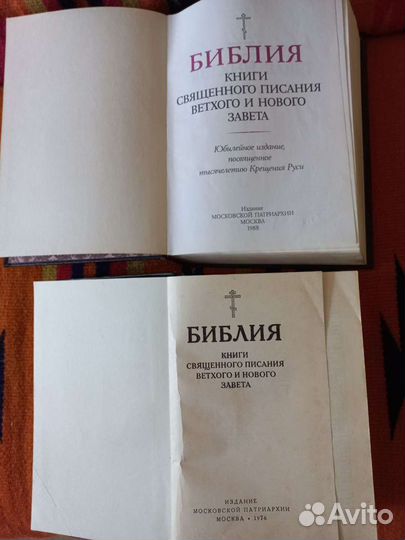 БИБЛИЯ
КНИГИ
СВЯЩЕННОГО ПИСАНИЯ
ВЕТХОГО И НОВОГО
ЗАВЕТА
Юбилейное издание,
посвященное
тысячелетию Крещения Руси
Издание
МОСКОВСКОЙ ПАТРИАРХИИ
МОСКВА
1988
БИБЛИЯ
КНИГИ
СВЯЩЕННОГО ПИСАНИЯ
ВЕТХОГО И НОВОГО
ЗАВЕТА
ИЗДАНИЕ
МОСКОВСКОЙ ПАТРИАРХИИ
МОСКВА • 1976
Avito